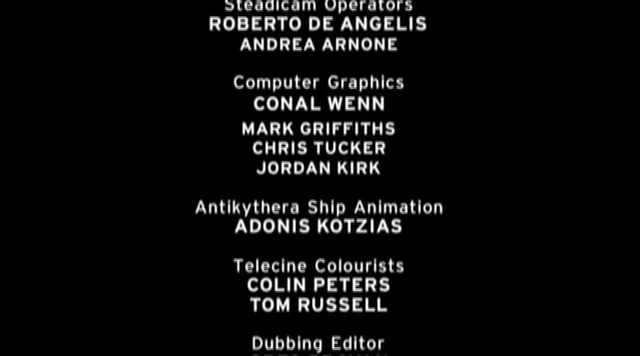 Steadicam Operators
ROBERTO DE ANGELIS
ANDREA ARNONE
Computer Graphics
CONAL WENN
MARK GRIFFITHS
CHRIS TUCKER
JORDAN KIRK
Antikythera Ship Animation
ADONIS KOTZIAS
Telecine Colourists
COLIN PETERS
TOM RUSSELL
Dubbing Editor